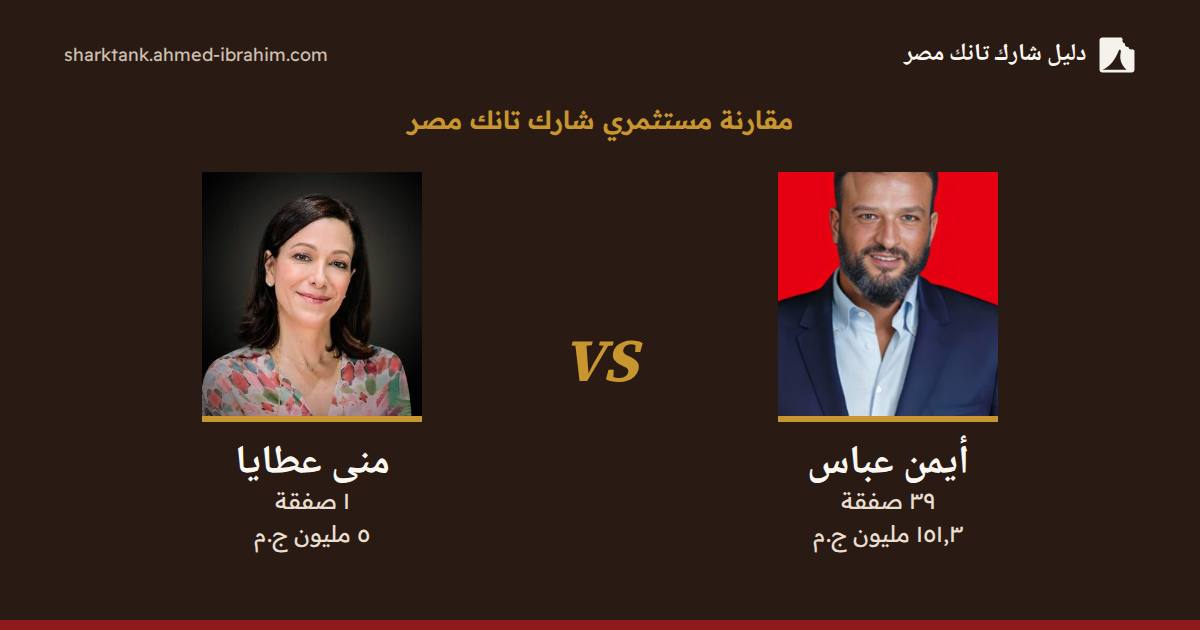 دليل شارك تانك مصر
sharktank.ahmed-ibrahim.com
مقارنة مستثمري شارك تانك مصر
أيمن عباس
٣٩ صفقة
١٥١,٣ مليون ج.م
VS
منى عطايا
١ صفقة
٥ مليون ج.م